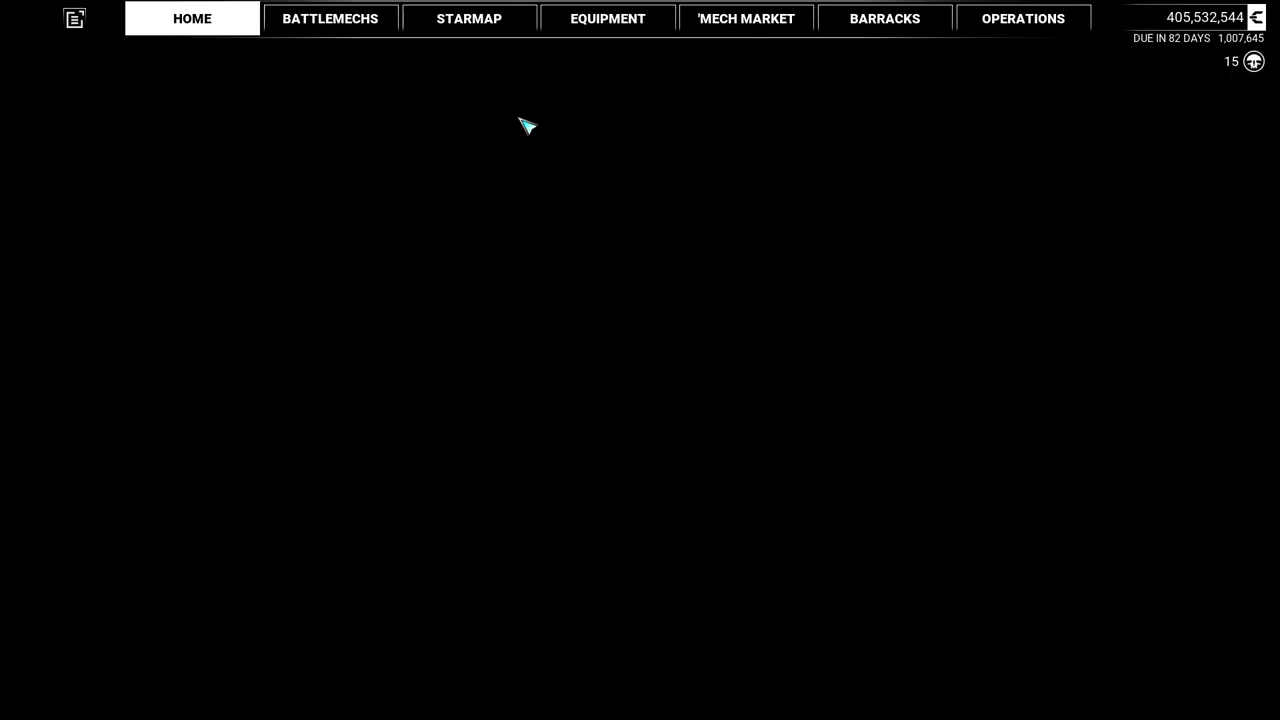 HOME
BATTLEMECHS
STARMAP
EQUIPMENT
'MECH MARKET
BARRACKS
OPERATIONS
405,532,544
DUE IN 82 DAYS 1,007,645
15